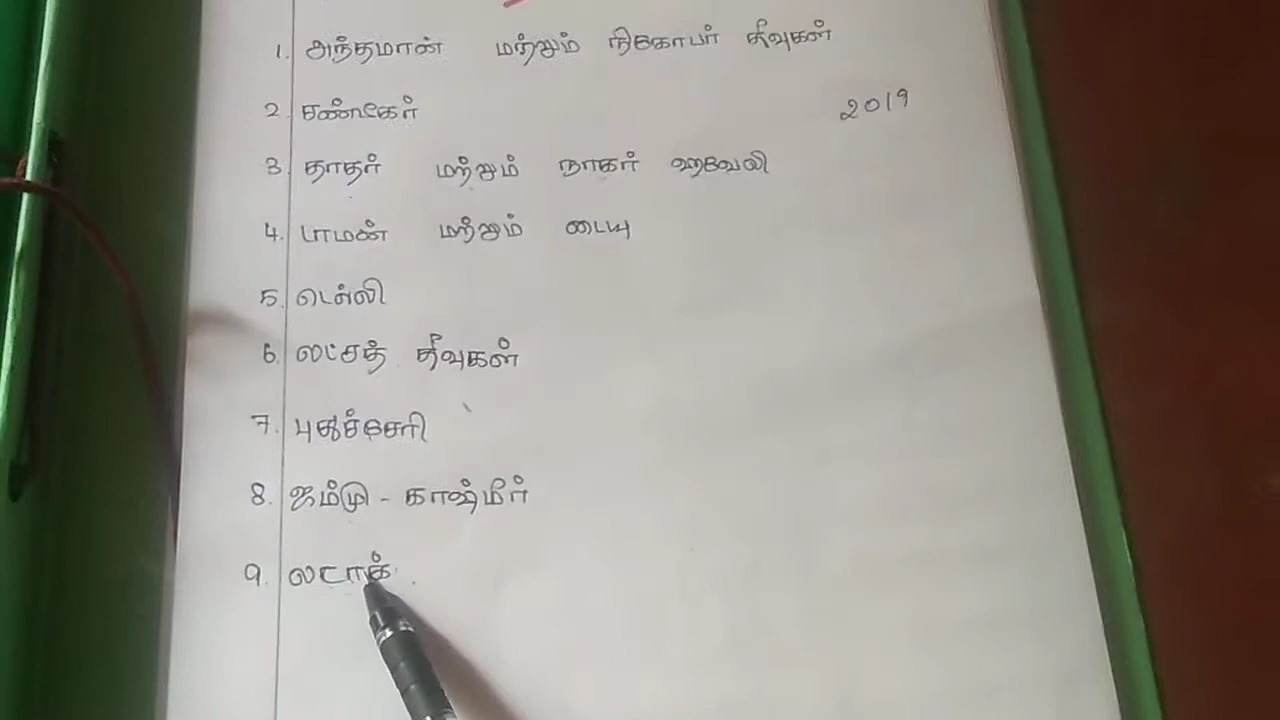 1. அந்தமான் மற்றும் நிகோபர் தீவுகள்
2. சண்டிகேர் 2019
3. தாதர் மற்றும் நாகர் ஹவேலி
4. டாமன் மற்றும் டையு
5. டெல்லி
6. லட்சத் தீவுகள்
7. புதுச்சேரி
8. ஜம்மு - காஷ்மீர்
9. லடாக்